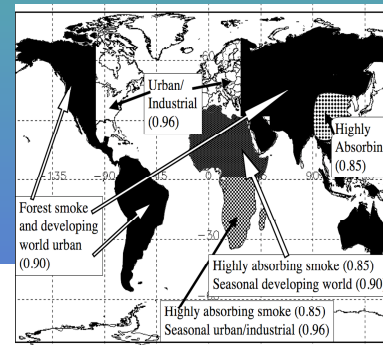 Urban/
Industrial
(0.96)
Highly
Absorbin
(0.85)
-135
-90
0
90
Forest smoke
and developing
world urban
(0.90)
-30
Highly absorbing smoke (0.85)
Seasonal developing world (0.90
Highly absorbing smoke (0.85)
Seasonal urban/industrial (0.96)